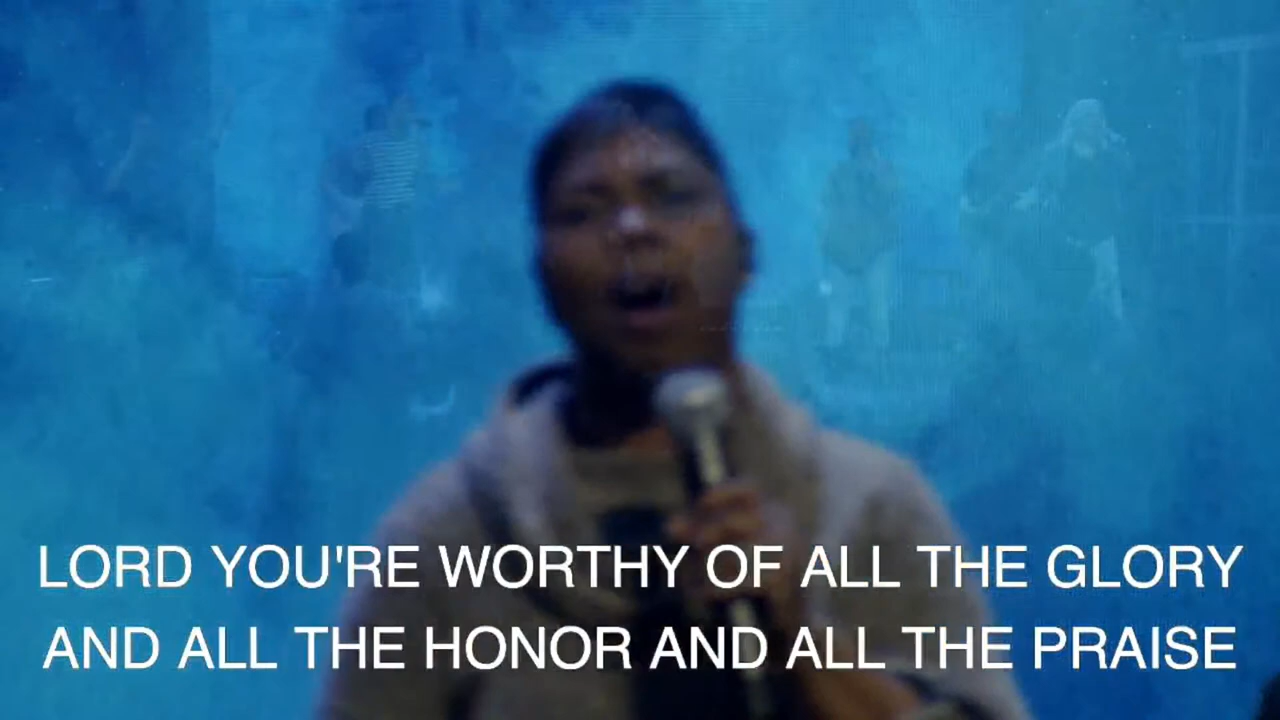 LORD YOU'RE WORTHY OF ALL THE GLORY
AND ALL THE HONOR AND ALL THE PRAISE